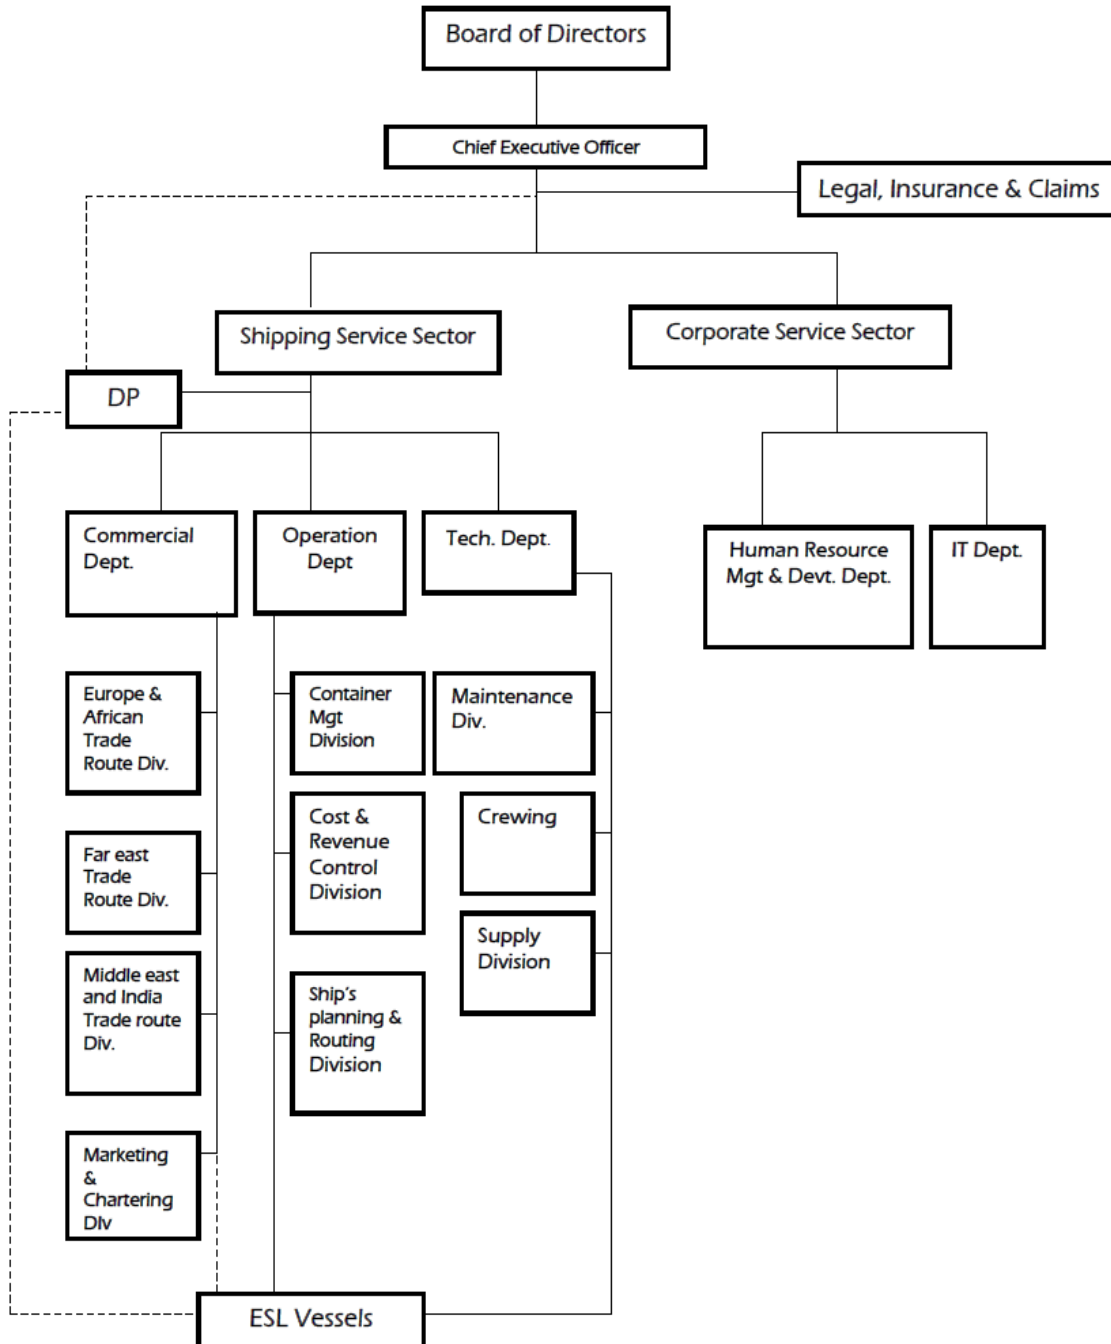 Board of Directors
Chief Executive Officer
Legal, Insurance & Claims
Shipping Service Sector
Corporate Service Sector
DP
Commercial
Dept.
Operation
Dept
Tech. Dept.
Human Resource
Mgt & Devt. Dept.
IT Dept.
Europe &
African
Trade
Route Div.
Container
Mgt
Division
Maintenance
Div.
Cost &
Revenue
Control
Division
Crewing
Far east
Trade
Route Div.
Supply
Division
Middle east
and India
Trade route
Div.
Ship's
planning &
Routing
Division
Marketing
&
Chartering
DIv
ESL Vessels